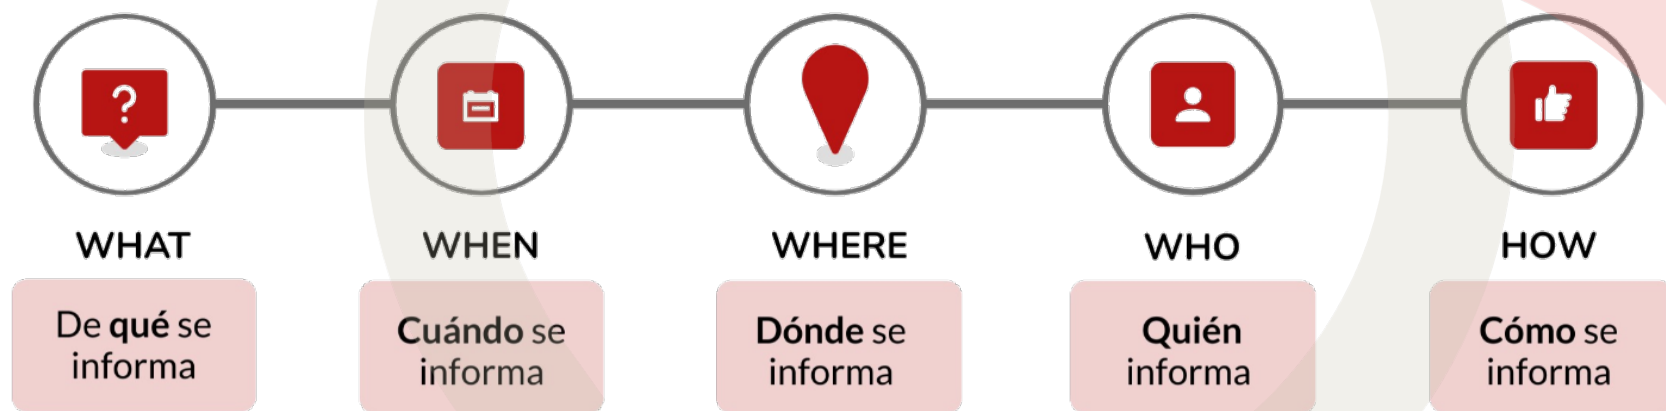 ?
WHAT
WHEN
WHERE
WHO
HOW
De qué se
informa
Cuándo se
informa
Dónde se
informa
Quién
informa
Cómo se
informa